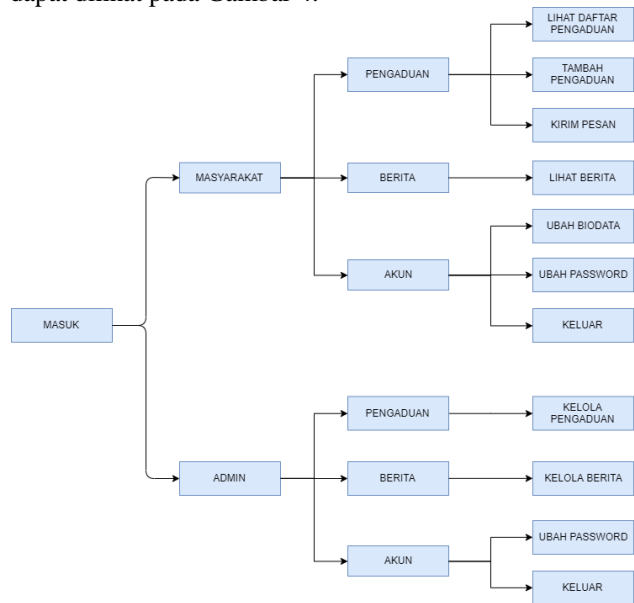 dapat dilihat pada Gambar 4.
LIHAT DAFTAR
PENGADUAN
PENGADUAN
TAMBAH
PENGADUAN
KIRIM PESAN
MASYARAKAT
BERITA
LIHAT BERITA
UBAH BIODATA
AKUN
UBAH PASSWORD
MASUK
KELUAR
PENGADUAN
KELOLA
PENGADUAN
ADMIN
BERITA
KELOLA BERITA
UBAH PASSWORD
AKUN
KELUAR